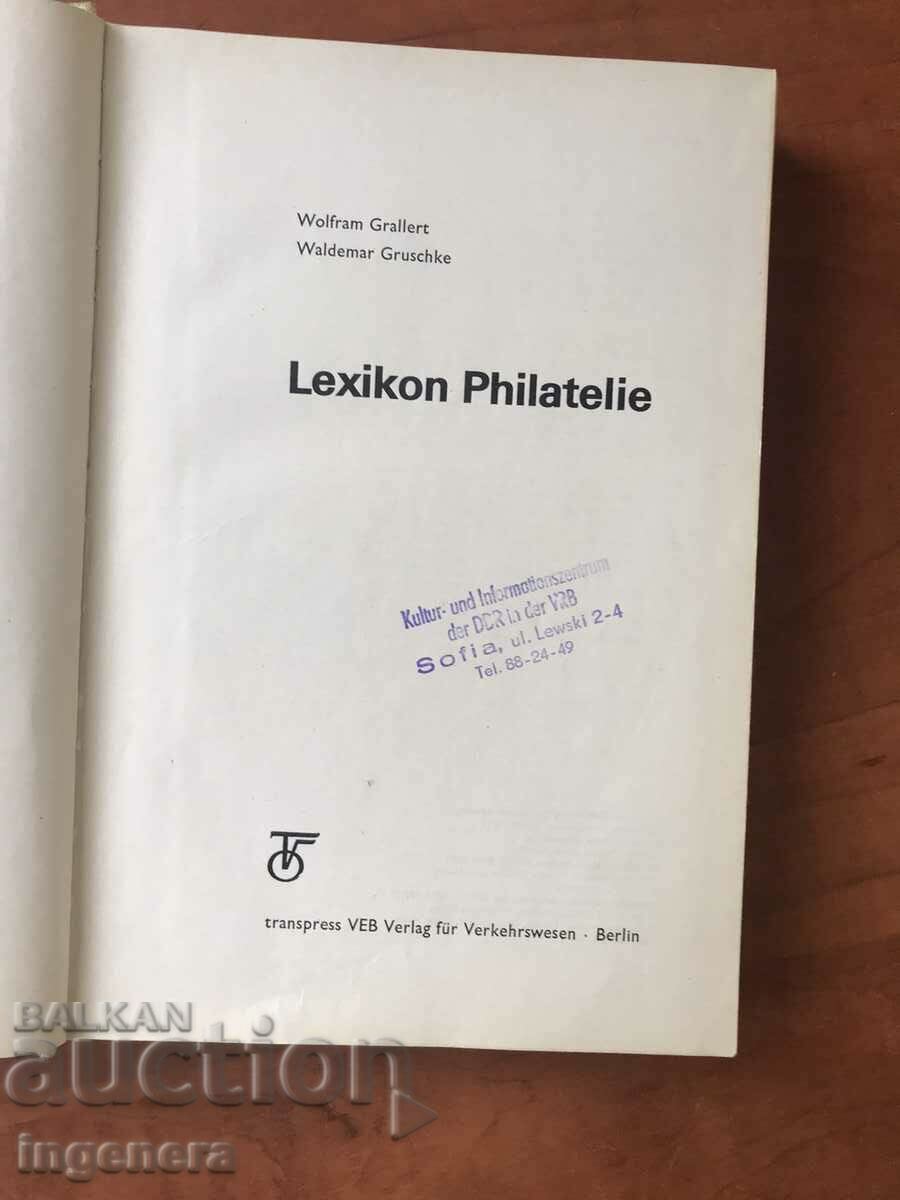 Wolfram Grallert
Waldemar Gruschke
Lexikon Philatelie
Kultur- und Informationszentrum
der DDR in der VRB
Sofia, ul. Lewski 2-4
Tel. 88-24-49
transpress VEB Verlag für Verkehrswesen · Berlin
BALKAN
auction
ingenera